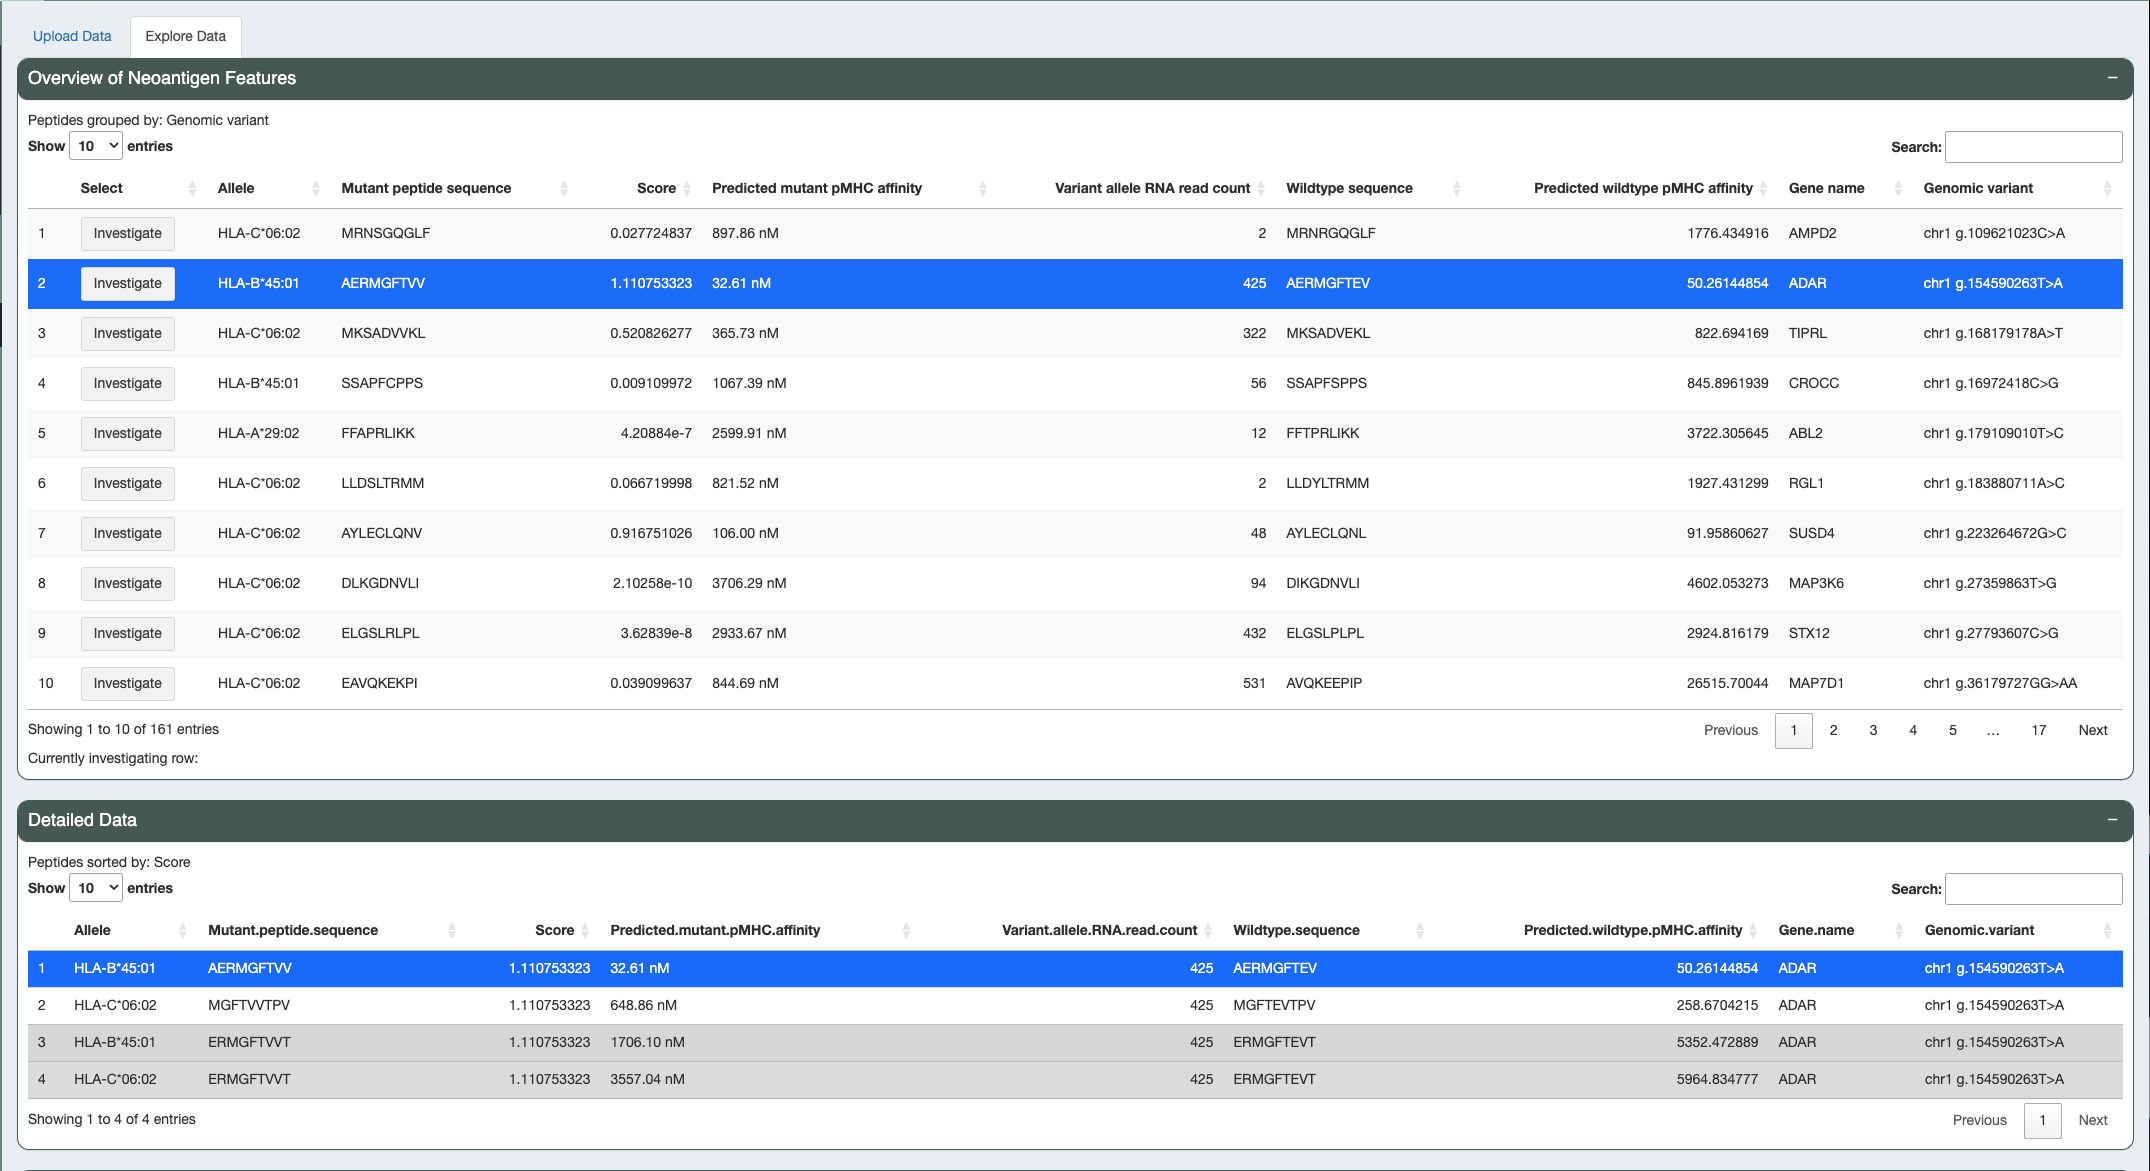 Upload Data Explore Data
Overview of Neoantigen Features −
Peptides grouped by: Genomic variant
Show 10 entries Search:
Select Allele Mutant peptide sequence Score Predicted mutant pMHC affinity Variant allele RNA read count Wildtype sequence Predicted wildtype pMHC affinity Gene name Genomic variant
1 Investigate HLA-C*06:02 MRNSGQGLF 0.027724837 897.86 nM 2 MRNRGQGLF 1776.434916 AMPD2 chr1 g.109621023C>A
2 Investigate HLA-B*45:01 AERMGFTVV 1.110753323 32.61 nM 425 AERMGFTEV 50.26144854 ADAR chr1 g.154590263T>A
3 Investigate HLA-C*06:02 MKSADVVKL 0.520826277 365.73 nM 322 MKSADVEKL 822.694169 TIPRL chr1 g.168179178A>T
4 Investigate HLA-B*45:01 SSAPFCPPS 0.009109972 1067.39 nM 56 SSAPFSPPS 845.8961939 CROCC chr1 g.16972418C>G
5 Investigate HLA-A*29:02 FFAPRLIKK 4.20884e-7 2599.91 nM 12 FFTPRLIKK 3722.305645 ABL2 chr1 g.179109010T>C
6 Investigate HLA-C*06:02 LLDSLTRMM 0.066719998 821.52 nM 2 LLDYLTRMM 1927.431299 RGL1 chr1 g.183880711A>C
7 Investigate HLA-C*06:02 AYLECLQNV 0.916751026 106.00 nM 48 AYLECLQNL 91.95860627 SUSD4 chr1 g.223264672G>C
8 Investigate HLA-C*06:02 DLKGDNVLI 2.10258e-10 3706.29 nM 94 DIKGDNVLI 4602.053273 MAP3K6 chr1 g.27359863T>G
9 Investigate HLA-C*06:02 ELGSLRLPL 3.62839e-8 2933.67 nM 432 ELGSLPLPL 2924.816179 STX12 chr1 g.27793607C>G
10 Investigate HLA-C*06:02 EAVQKEKPI 0.039099637 844.69 nM 531 AVQKEEPIP 26515.70044 MAP7D1 chr1 g.36179727GG>AA
Showing 1 to 10 of 161 entries Previous 1 2 3 4 5 … 17 Next
Currently investigating row:
Detailed Data −
Peptides sorted by: Score
Show 10 entries Search:
Allele Mutant.peptide.sequence Score Predicted.mutant.pMHC.affinity Variant.allele.RNA.read.count Wildtype.sequence Predicted.wildtype.pMHC.affinity Gene.name Genomic.variant
1 HLA-B*45:01 AERMGFTVV 1.110753323 32.61 nM 425 AERMGFTEV 50.26144854 ADAR chr1 g.154590263T>A
2 HLA-C*06:02 MGFTVVTPV 1.110753323 648.86 nM 425 MGFTEVTPV 258.6704215 ADAR chr1 g.154590263T>A
3 HLA-B*45:01 ERMGFTVVT 1.110753323 1706.10 nM 425 ERMGFTEVT 5352.472889 ADAR chr1 g.154590263T>A
4 HLA-C*06:02 ERMGFTVVT 1.110753323 3557.04 nM 425 ERMGFTEVT 5964.834777 ADAR chr1 g.154590263T>A
Showing 1 to 4 of 4 entries Previous 1 Next